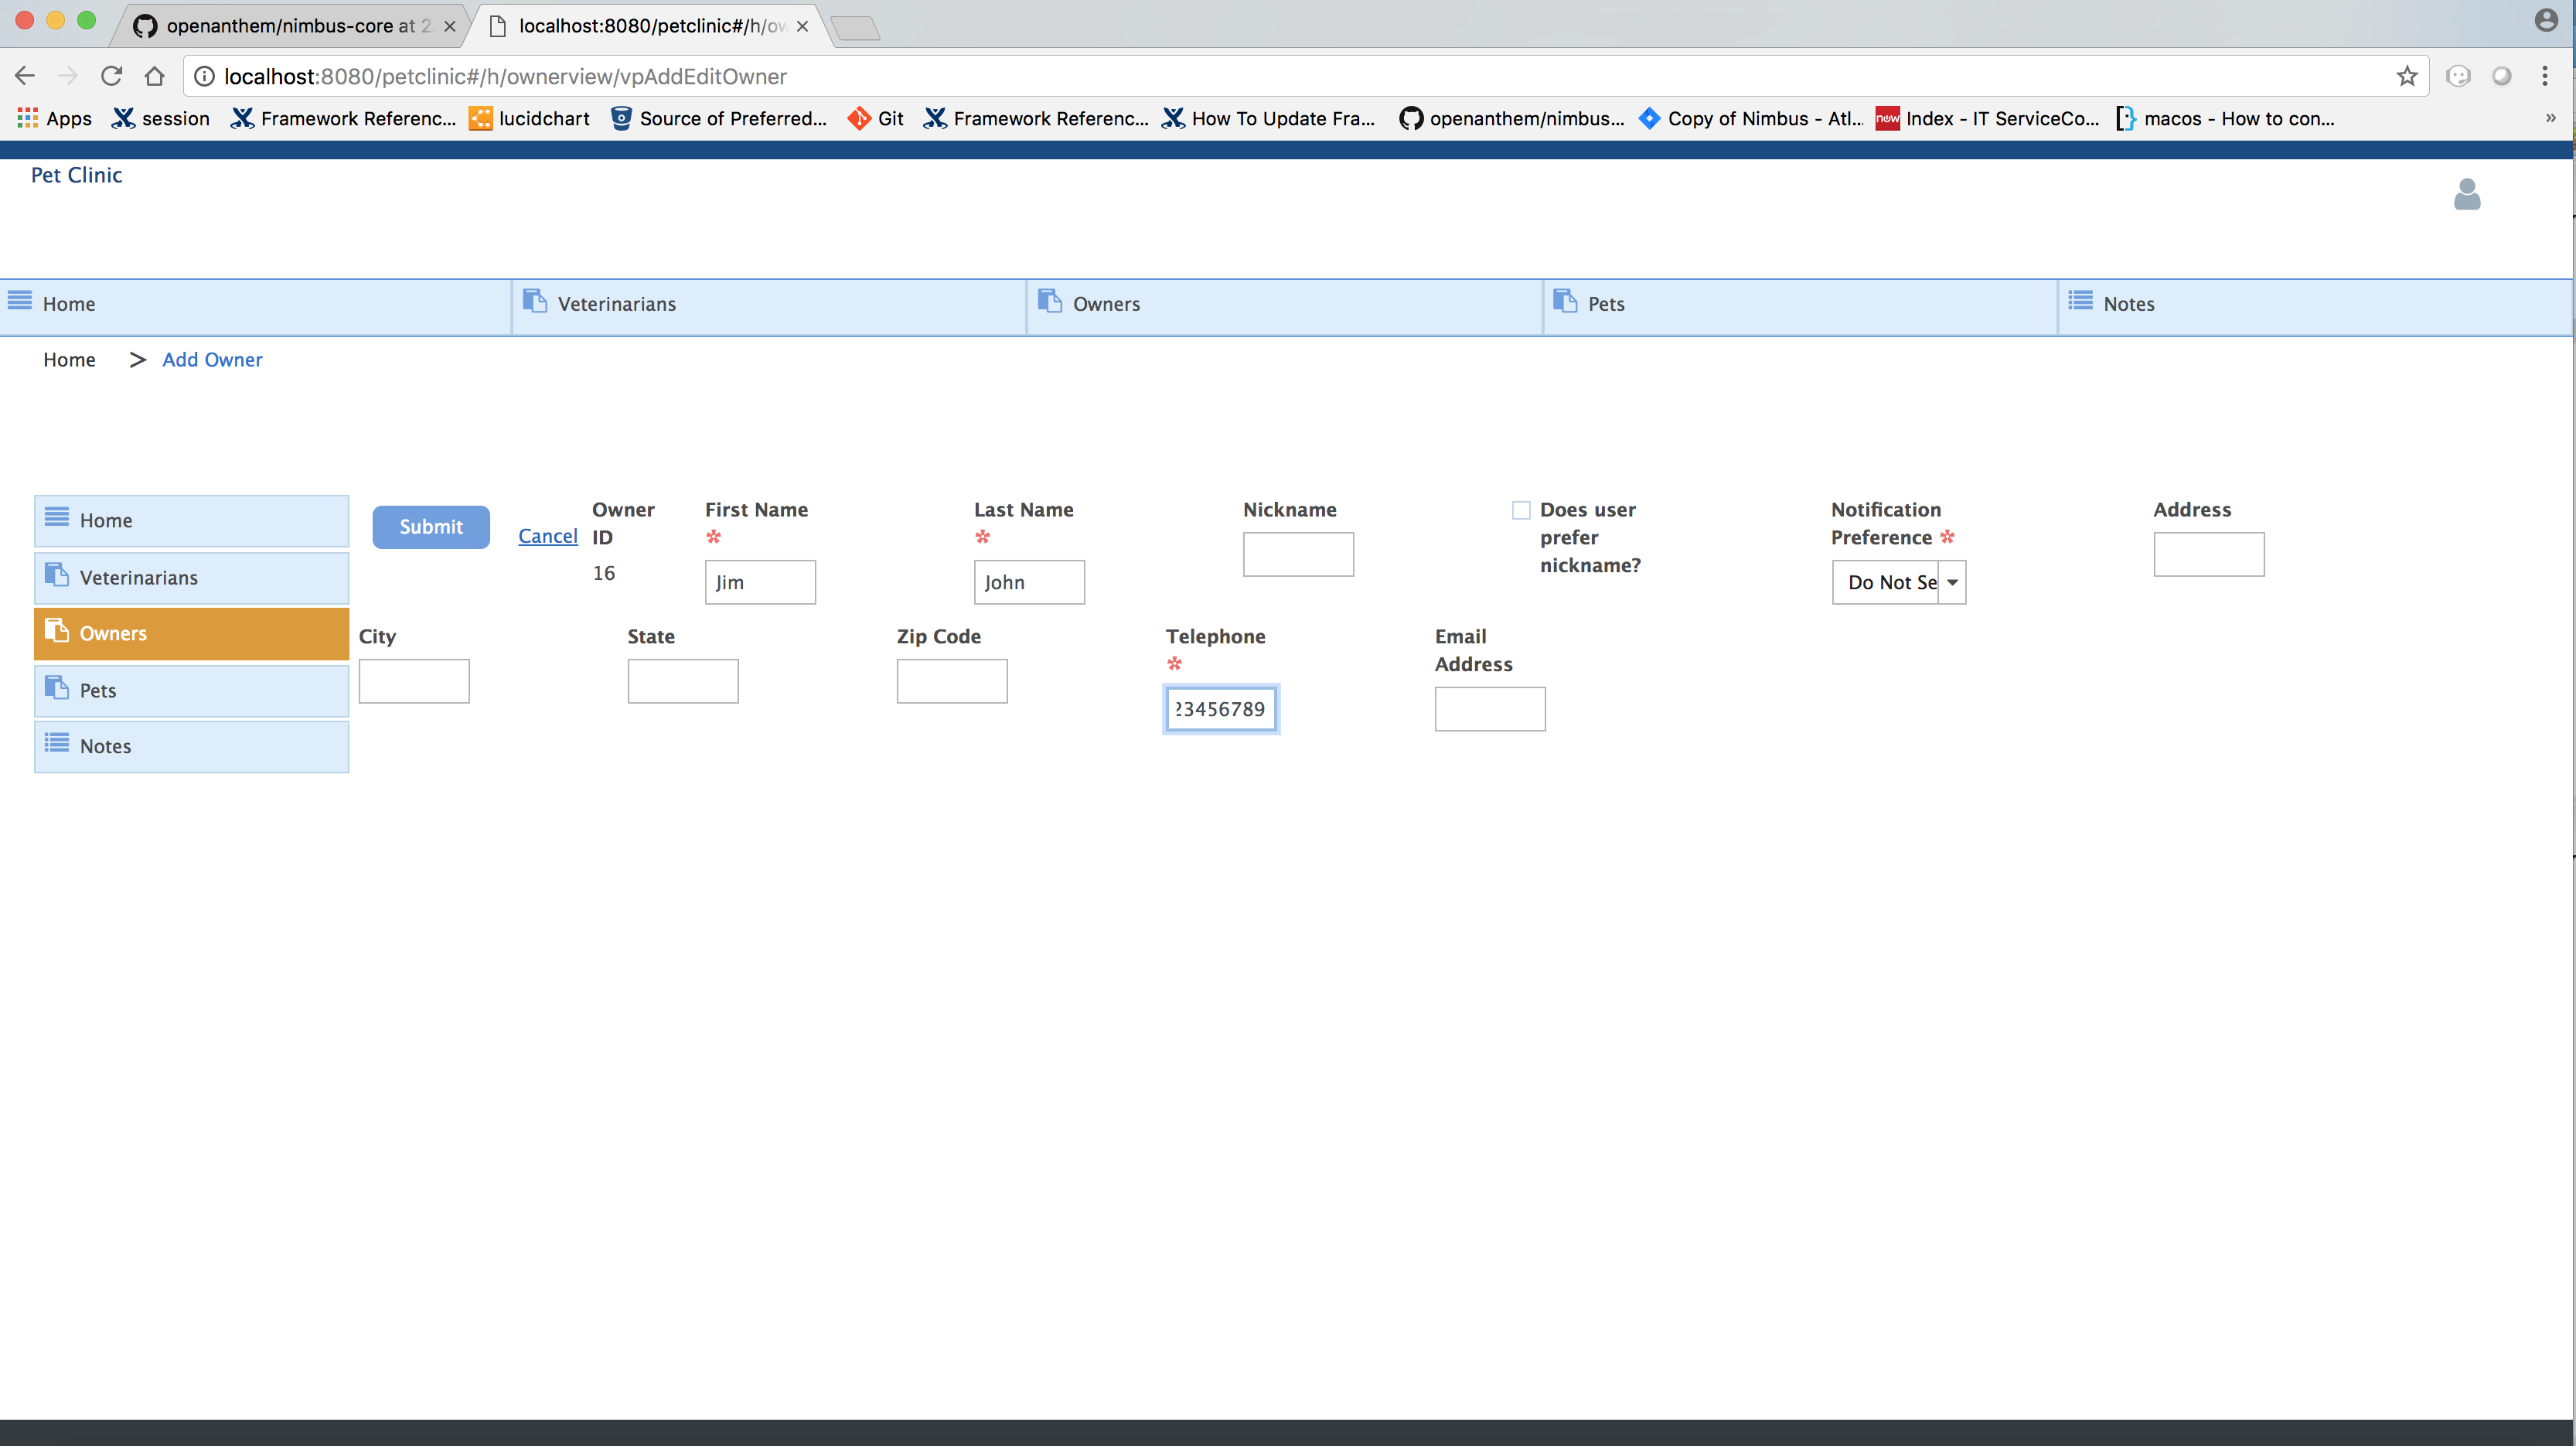 openanthem/nimbus-core at 2.
localhost:8080/petclinic#/h/ow
localhost:8080/petclinic#/h/ownerview/vpAddEditOwner
Apps session Framework Referenc... lucidchart Source of Preferred... Git Framework Referenc... How To Update Fra... openanthem/nimbus... Copy of Nimbus - Atl... now Index - IT ServiceCo... macos - How to con... »
Pet Clinic
Home Veterinarians Owners Pets Notes
Home > Add Owner
Home
Veterinarians
Owners
Pets
Notes
Submit
Cancel
Owner
ID
16
First Name
*
Jim
Last Name
*
John
Nickname
Does user
prefer
nickname?
Notification
Preference *
Do Not Se
Address
City
State
Zip Code
Telephone
*
23456789
Email
Address